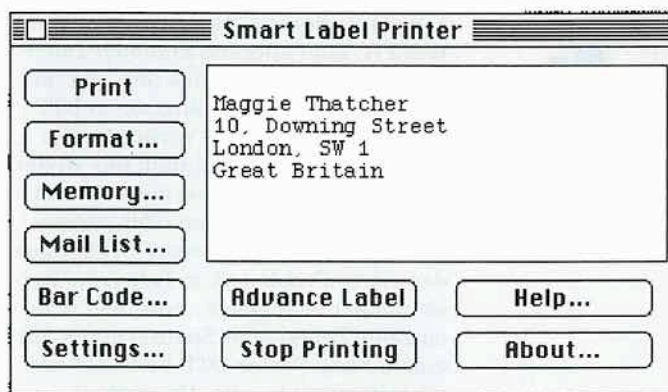 Smart Label Printer
Print
Format...
Memory...
Mail List...
Bar Code...
Settings...
Maggie Thatcher
10, Downing Street
London, SW 1
Great Britain
Advance Label
Help...
Stop Printing
About...